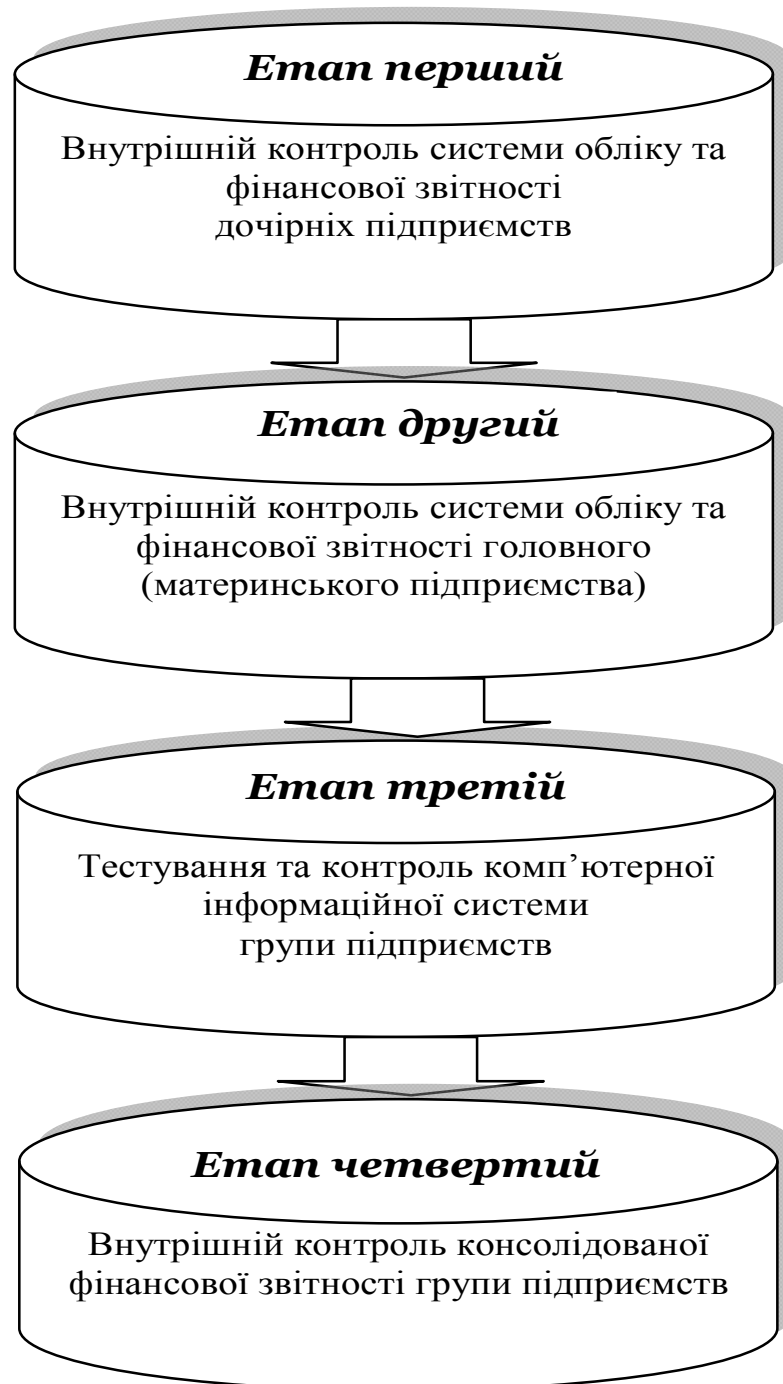 Етап перший
Внутрішній контроль системи обліку та
фінансової звітності
дочірніх підприємств
Етап другий
Внутрішній контроль системи обліку та
фінансової звітності головного
(материнського підприємства)
Етап третій
Тестування та контроль комп’ютерної
інформаційної системи
групи підприємств
Етап четвертий
Внутрішній контроль консолідованої
фінансової звітності групи підприємств